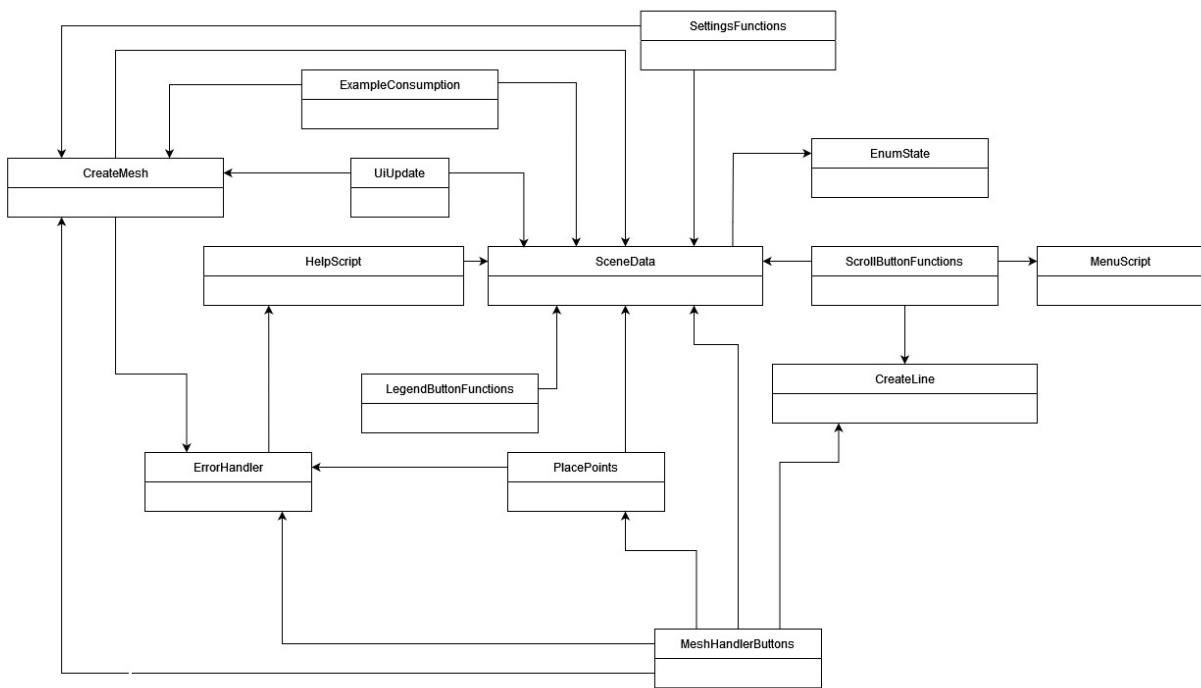 SettingsFunctions
ExampleConsumption
EnumState
CreateMesh
UiUpdate
HelpScript
SceneData
ScrollButtonFunctions
MenuScript
CreateLine
LegendButtonFunctions
ErrorHandler
PlacePoints
MeshHandlerButtons